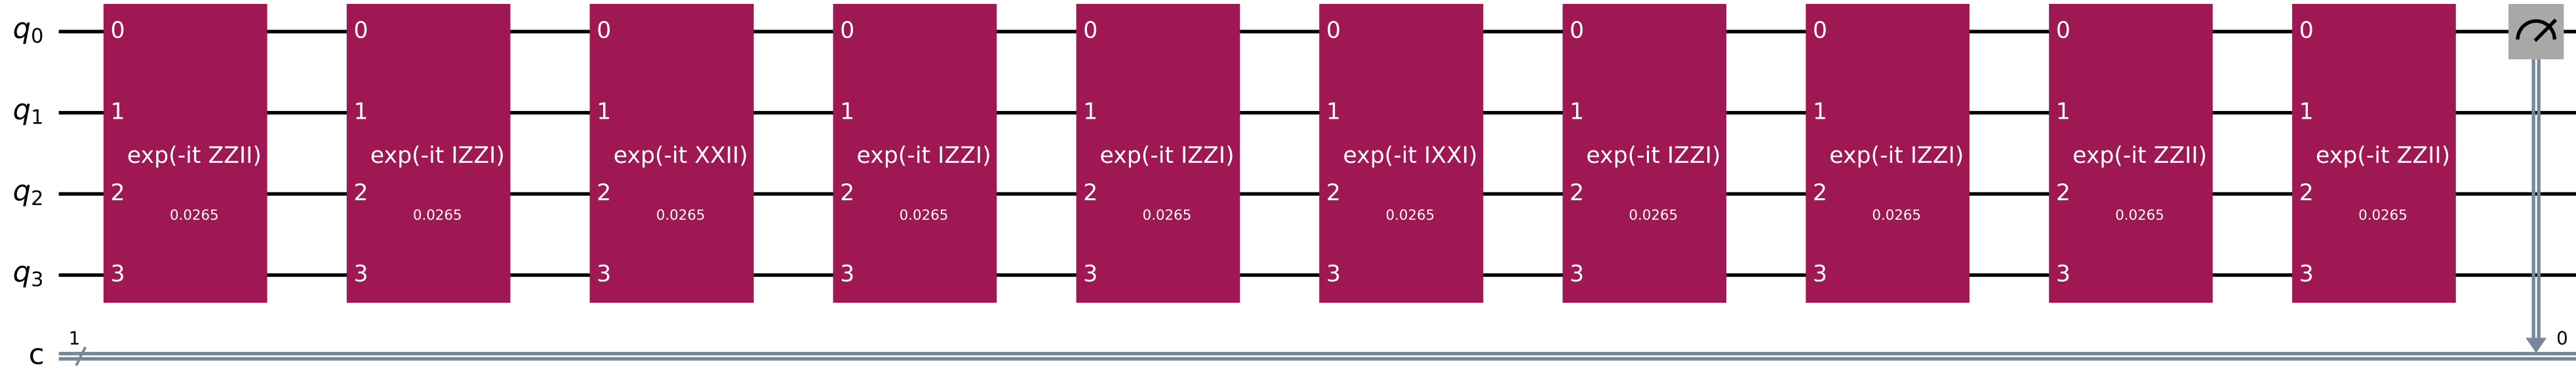 q0 0 0 0 0 0 0 0 0 0 0
q1 1 1 1 1 1 1 1 1 1 1
exp(-it ZZII) exp(-it IZZI) exp(-it XXII) exp(-it IZZI) exp(-it IZZI) exp(-it IXXI) exp(-it IZZI) exp(-it IZZI) exp(-it ZZII) exp(-it ZZII)
q2 2 2 2 2 2 2 2 2 2 2
0.0265 0.0265 0.0265 0.0265 0.0265 0.0265 0.0265 0.0265 0.0265 0.0265
q3 3 3 3 3 3 3 3 3 3 3
1 0
c